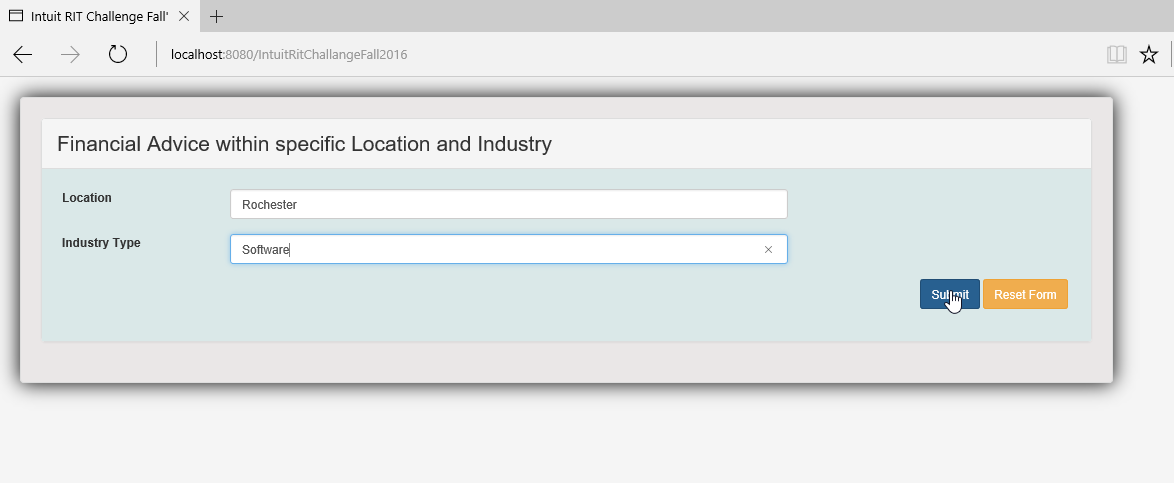 Intuit RIT Challenge Fall'
localhost:8080/IntuitRitChallangeFall2016
Financial Advice within specific Location and Industry
Location
Rochester
Industry Type
Software
Submit
Reset Form